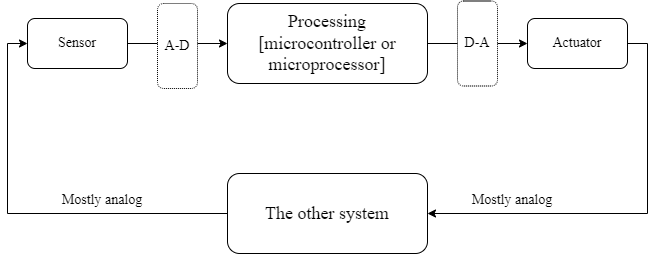 Sensor
A-D
Processing
[microcontroller or
microprocessor]
D-A
Actuator
Mostly analog
The other system
Mostly analog